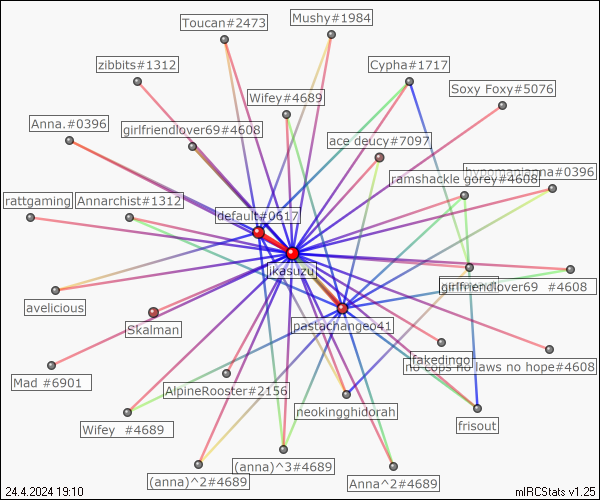 Mushy#1984
Toucan#2473
zibbits#1312
Cypha#1717
Soxy Foxy#5076
Wifey#4689
Anna.#0396
girlfriendlover69#4608
ace deucy#7097
hypomanianna#0396
ramshackle gorey#4608
rattgaming
Annarchist#1312
default#0617
ikasuzu
girlfriendlover69 #4608
avelicious
Skalman
pastachangeo41
fakedingo
no cops no laws no hope#4608
Mad #6901
AlpineRooster#2156
neokingghidorah
Wifey #4689
frisout
(anna)^3#4689
(anna)^2#4689
Anna^2#4689
24.4.2024 19:10
mIRCStats v1.25